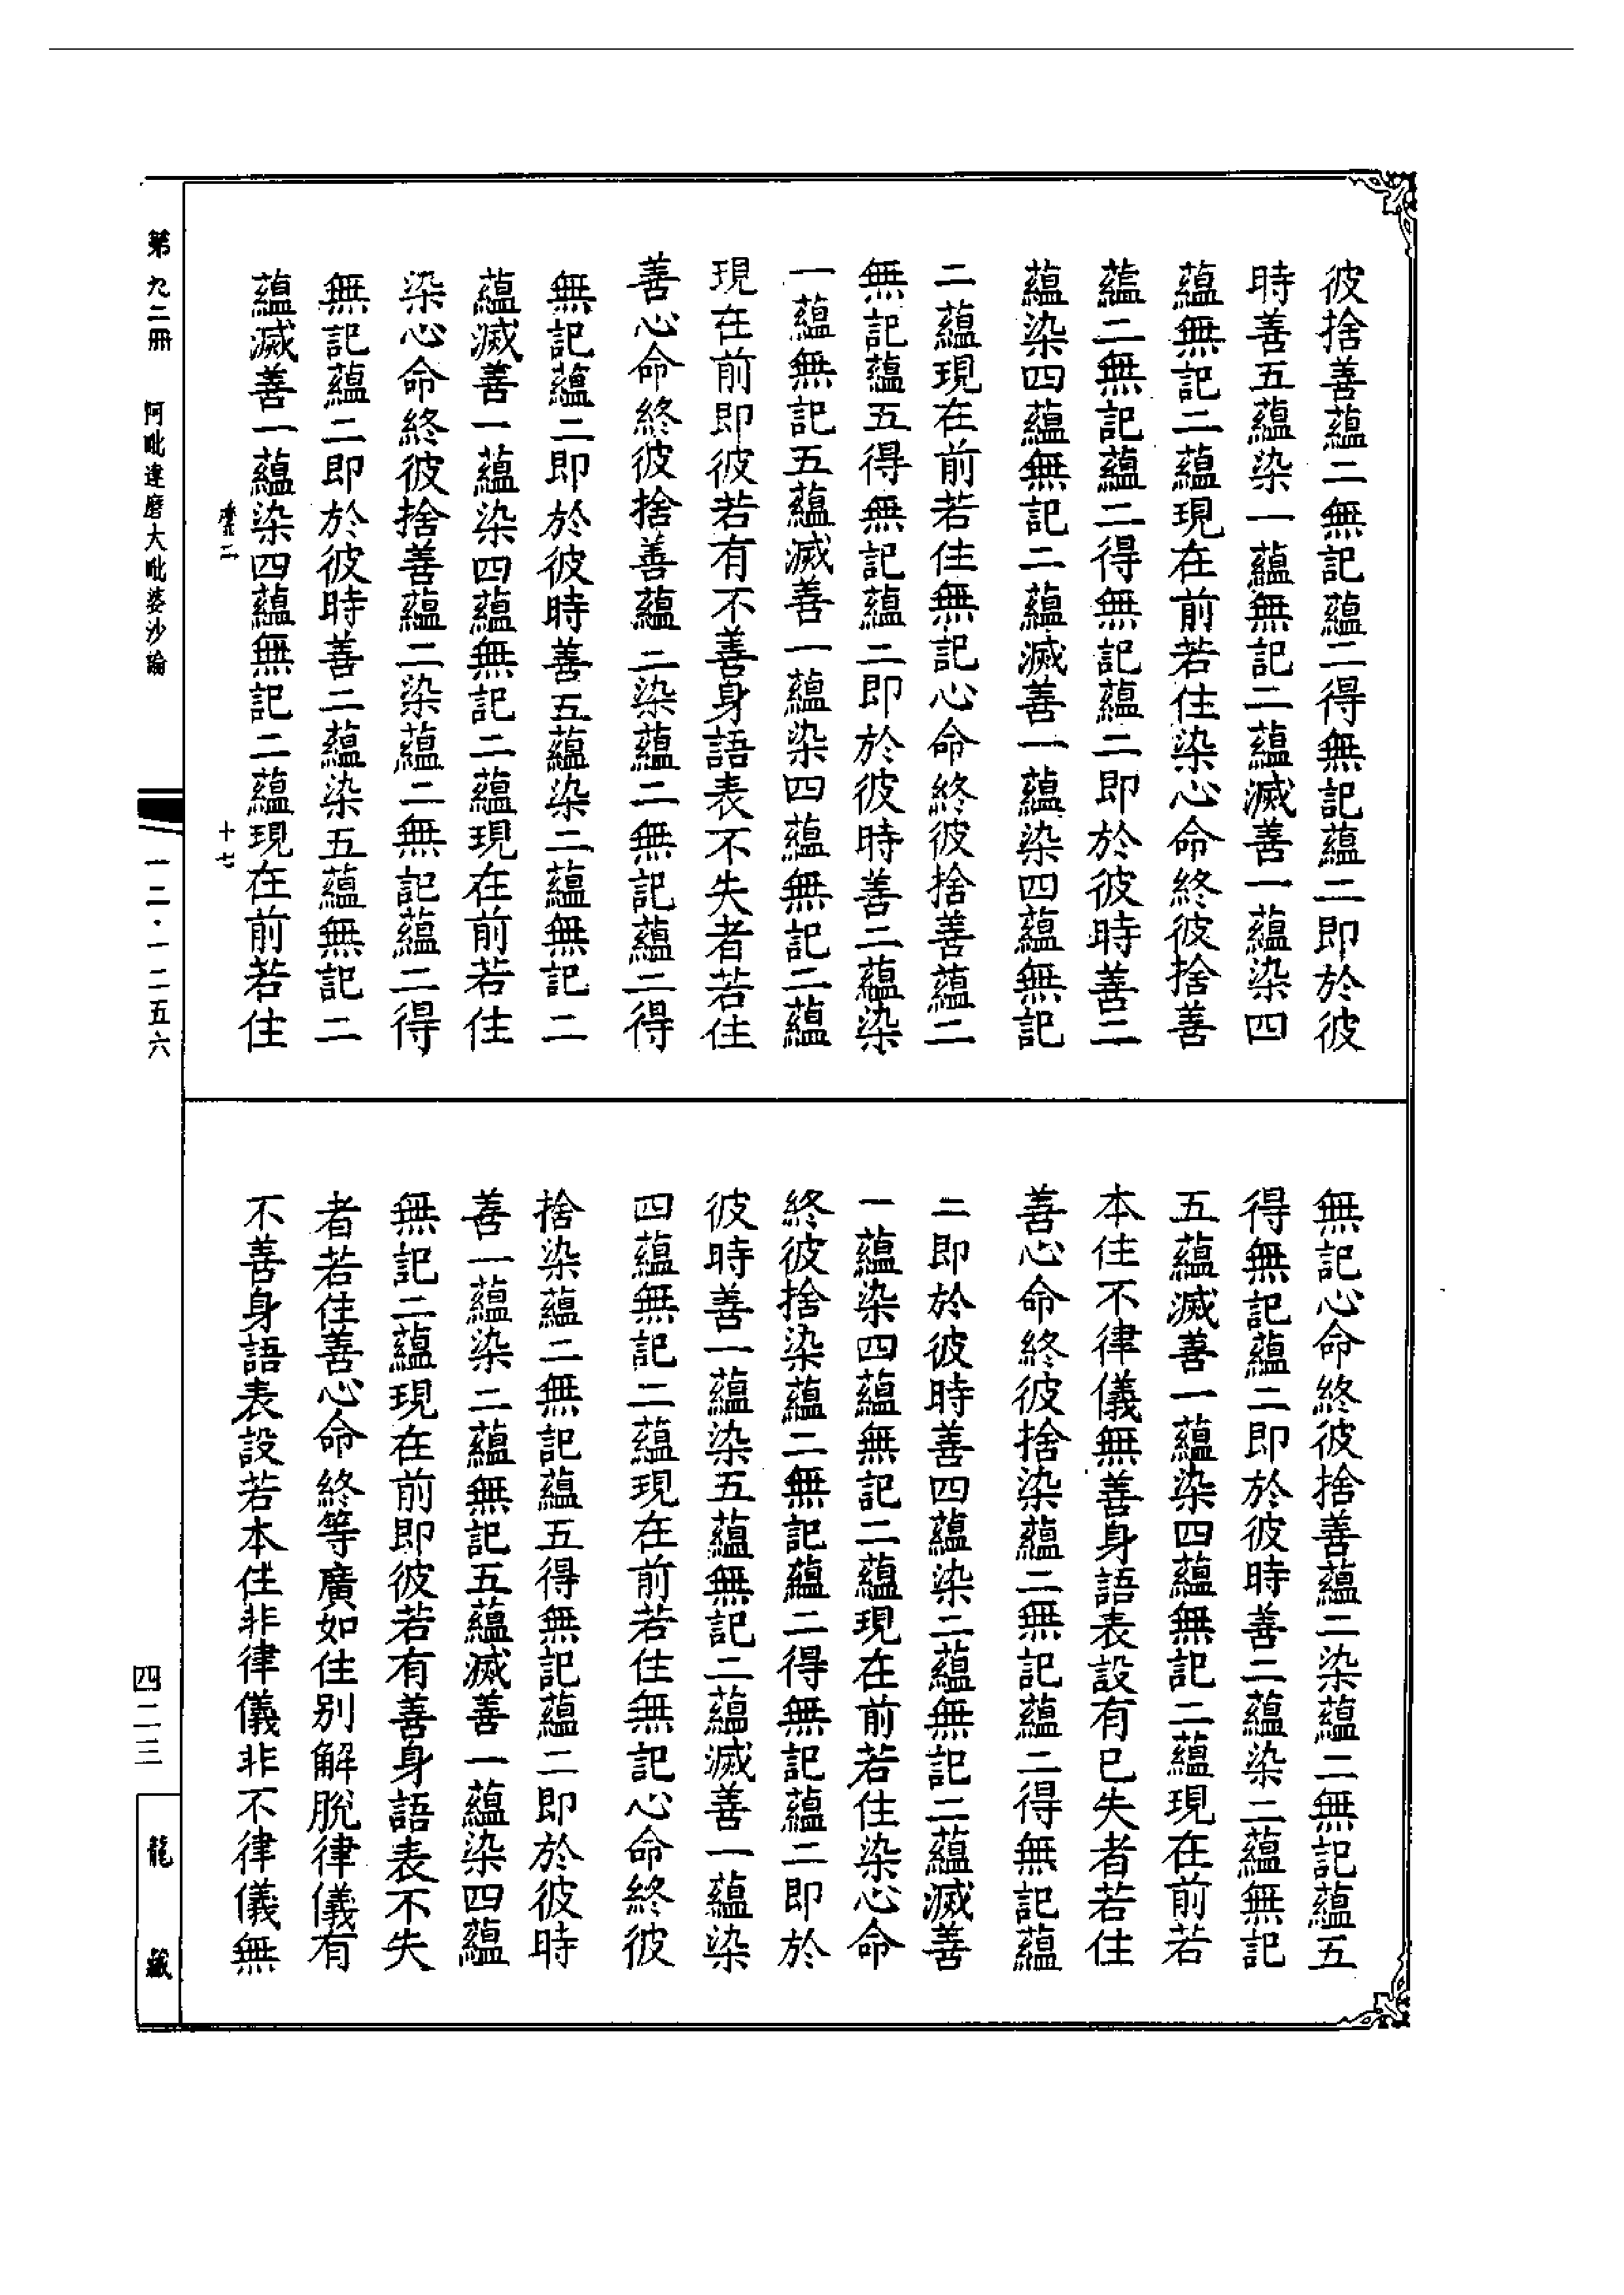 彼捨善蘊二無記蘊二得無記蘊二即於彼
時善五蘊染一蘊無記二蘊滅善一蘊染四
蘊無記二蘊現在前若住染心命終彼捨善
蘊二無記蘊二得無記蘊二即於彼時善二
蘊染四蘊無記二蘊滅善一蘊染四蘊無記
二蘊現在前若住無記心命終彼捨善蘊二
無記蘊五得無記蘊二即於彼時善二蘊染
一蘊無記五蘊滅善一蘊染四蘊無記二蘊
現在前即彼若有不善身語表不失者若住
善心命終彼捨善蘊二染蘊二無記蘊二得
無記蘊二即於彼時善五蘊染二蘊無記二
蘊滅善一蘊染四蘊無記二蘊現在前若住
染心命終彼捨善蘊二染蘊二無記蘊二得
無記蘊二即於彼時善二蘊染五蘊無記二
蘊滅善一蘊染四蘊無記二蘊現在前若住
十七
無記心命終彼捨善蘊二染蘊二無記蘊五
得無記蘊二即於彼時善二蘊染二蘊無記
五蘊滅善一蘊染四蘊無記二蘊現在前若
本住不律儀無善身語表設有已失者若住
善心命終彼捨染蘊二無記蘊二得無記蘊
二即於彼時善四蘊染二蘊無記二蘊滅善
一蘊染四蘊無記二蘊現在前若住染心命
終彼捨染蘊二無記蘊二得無記蘊二即於
彼時善一蘊染五蘊無記二蘊滅善一蘊染
四蘊無記二蘊現在前若住無記心命終彼
捨染蘊二無記蘊五得無記蘊二即於彼時
善一蘊染二蘊無記五蘊滅善一蘊染四蘊
無記二蘊現在前即彼若有善身語表不失
者若住善心命終等廣如住別解脫律儀有
不善身語表設若本住非律儀非不律儀無
第九二冊 阿毗達磨大毗婆沙論 一二·一二五六 四二三 龍藏